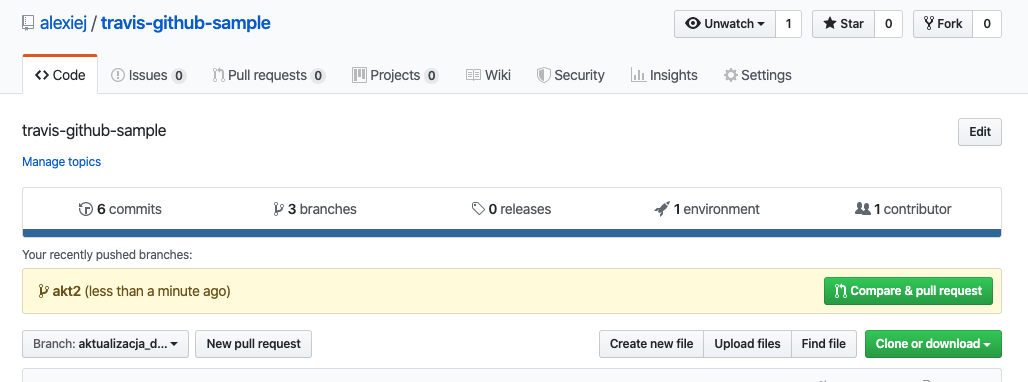 alexiej / travis-github-sample Unwatch 1 Star 0 Fork 0
Code Issues 0 Pull requests 0 Projects 0 Wiki Security Insights Settings
travis-github-sample Edit
Manage topics
6 commits 3 branches 0 releases 1 environment 1 contributor
Your recently pushed branches:
akt2 (less than a minute ago) Compare & pull request
Branch: aktualizacja_d... New pull request Create new file Upload files Find file Clone or download